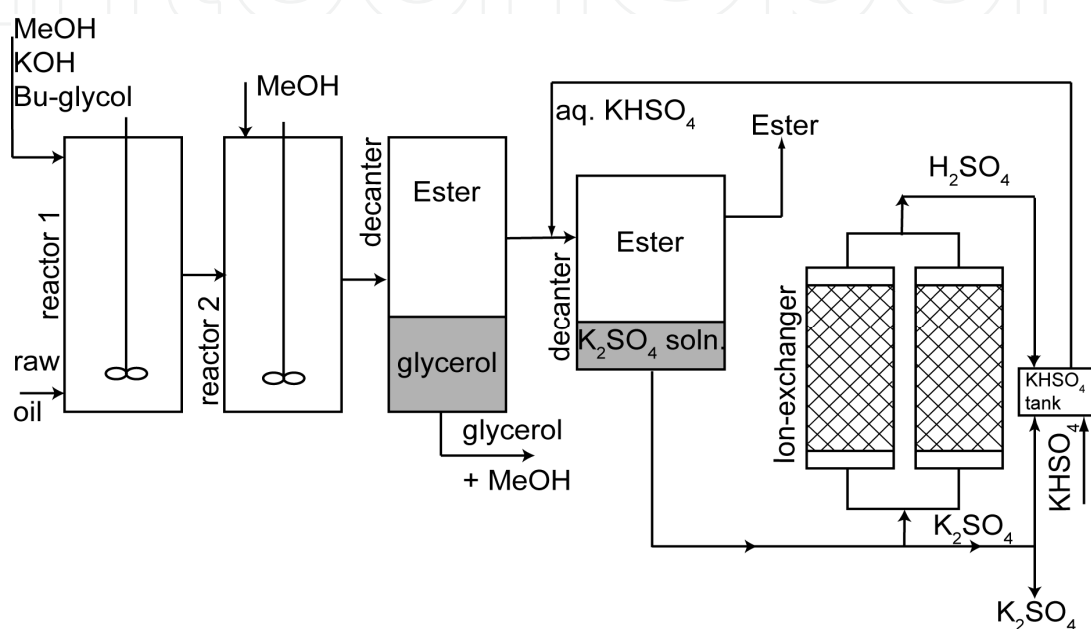 MeOH
KOH
Bu-glycol
MeOH
reactor 1
raw
oil
reactor 2
decanter
Ester
glycerol
glycerol
+ MeOH
aq. KHSO₄
decanter
Ester
K₂SO₄ soln.
Ester
Ion-exchanger
H₂SO₄
KHSO₄
tank
KHSO₄
K₂SO₄
K₂SO₄